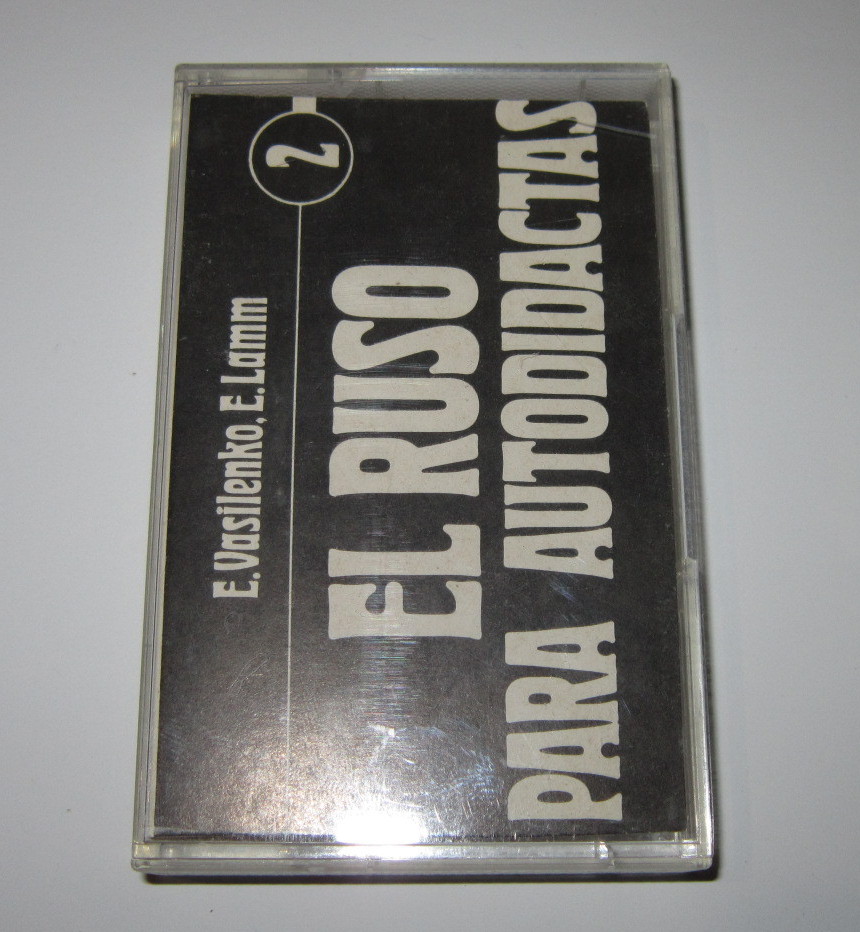 E.Vasilenko, E.Lamm
2
EL RUSO
PARA AUTODIDACTAS